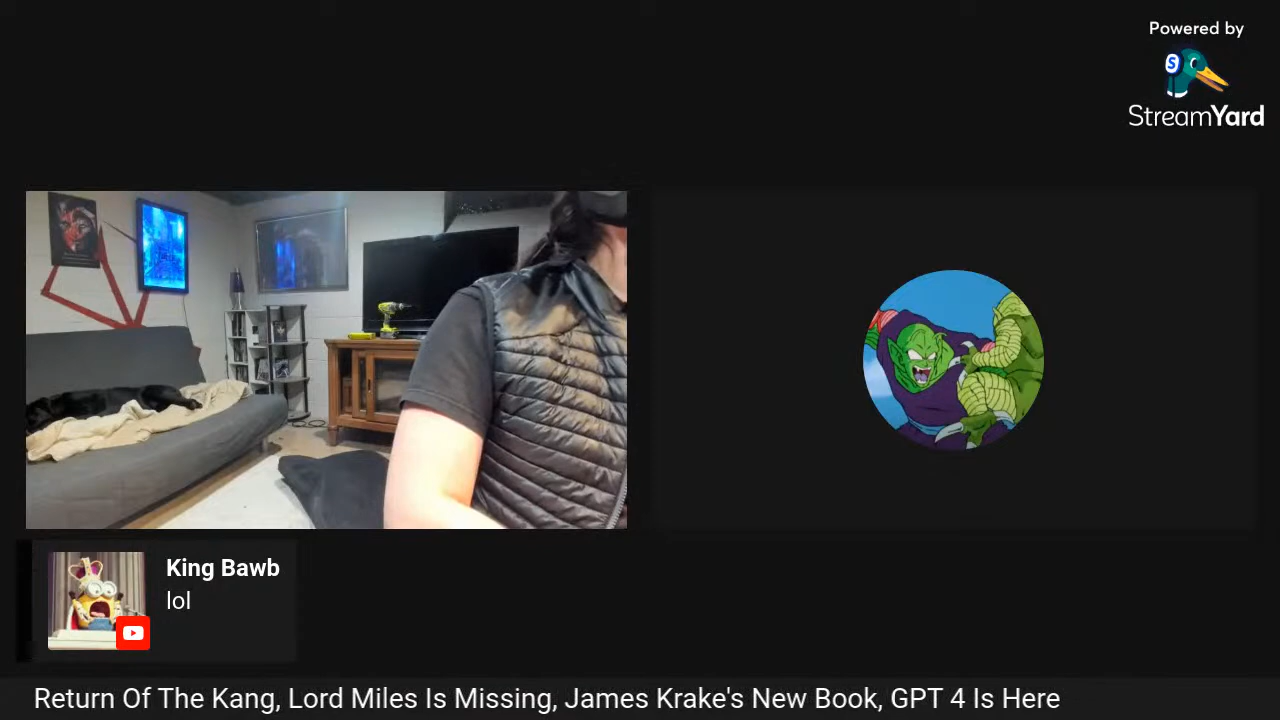 Powered by
StreamYard
King Bawb
lol
Return Of The Kang, Lord Miles Is Missing, James Krake's New Book, GPT 4 Is Here